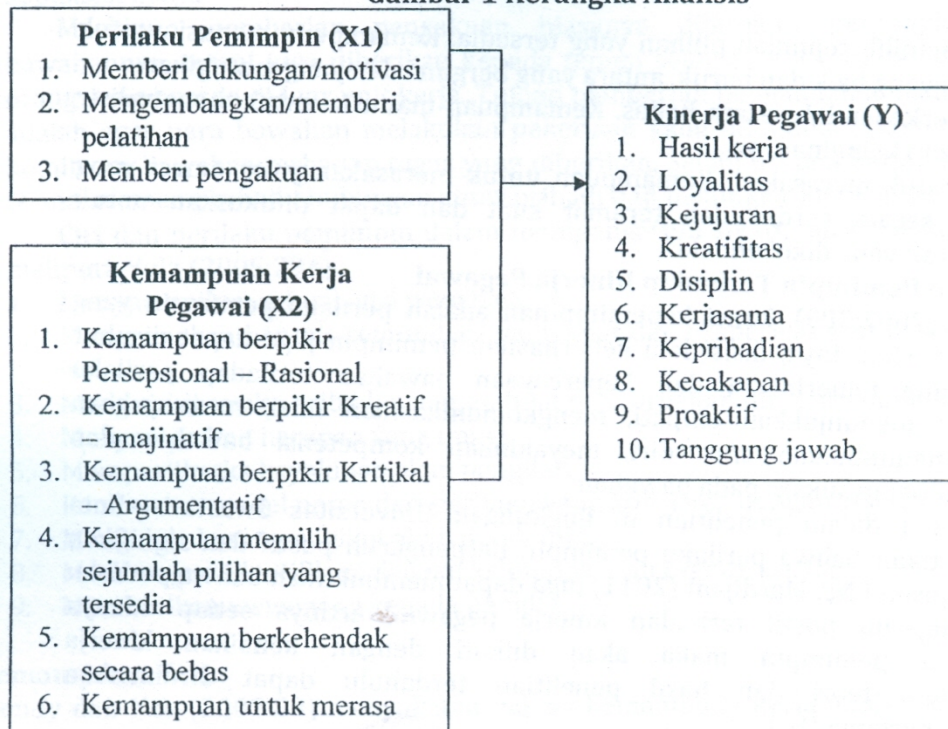 Perilaku Pemimpin (X1)
1. Memberi dukungan/motivasi
2. Mengembangkan/memberi
pelatihan
3. Memberi pengakuan
Kemampuan Kerja
Pegawai (X2)
1. Kemampuan berpikir
Persepsional – Rasional
2. Kemampuan berpikir Kreatif
– Imajinatif
3. Kemampuan berpikir Kritikal
– Argumentatif
4. Kemampuan memilih
sejumlah pilihan yang
tersedia
5. Kemampuan berkehendak
secara bebas
6. Kemampuan untuk merasa
Kinerja Pegawai (Y)
1. Hasil kerja
2. Loyalitas
3. Kejujuran
4. Kreatifitas
5. Disiplin
6. Kerjasama
7. Kepribadian
8. Kecakapan
9. Proaktif
10. Tanggung jawab